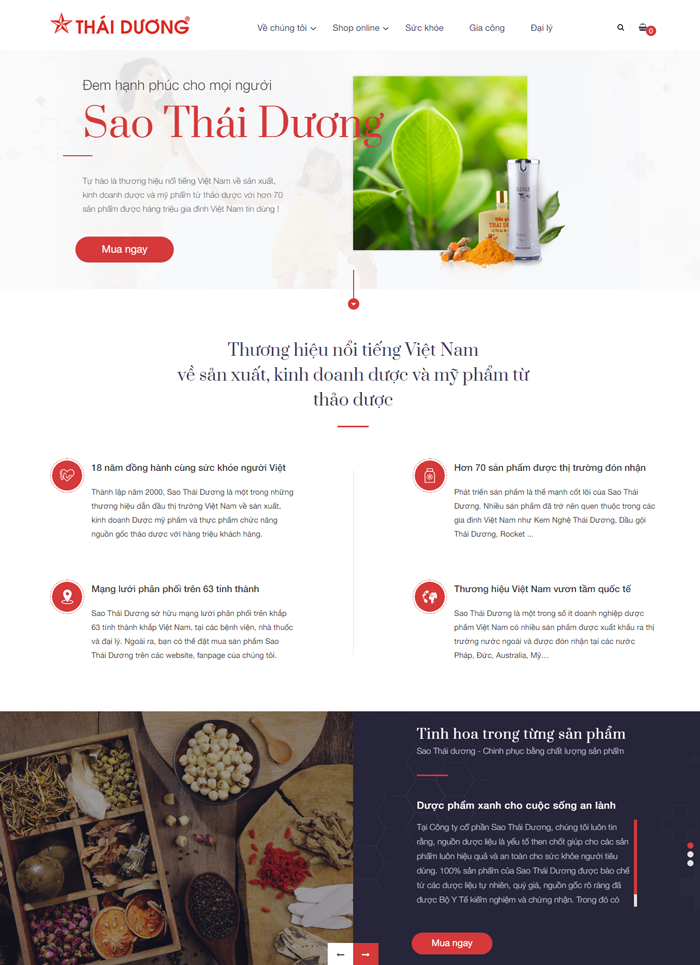 THÁI DƯƠNG®
Về chúng tôi
Shop online
Sức khỏe
Gia công
Đại lý
0
Đem hạnh phúc cho mọi người
Sao Thái Dương
Tự hào là thương hiệu nổi tiếng Việt Nam về sản xuất,
kinh doanh dược và mỹ phẩm từ thảo dược với hơn 70
sản phẩm được hàng triệu gia đình Việt Nam tin dùng !
Mua ngay
THÁI DƯƠNG
Thương hiệu nổi tiếng Việt Nam
về sản xuất, kinh doanh dược và mỹ phẩm từ
thảo dược
18 năm đồng hành cùng sức khỏe người Việt
Thành lập năm 2000, Sao Thái Dương là một trong những
thương hiệu dẫn đầu thị trường Việt Nam về sản xuất,
kinh doanh Dược mỹ phẩm và thực phẩm chức năng
nguồn gốc thảo dược với hàng triệu khách hàng.
Hơn 70 sản phẩm được thị trường đón nhận
Phát triển sản phẩm là thế mạnh cốt lõi của Sao Thái
Dương. Nhiều sản phẩm đã trở nên quen thuộc trong các
gia đình Việt Nam như Kem Nghệ Thái Dương, Dầu gội
Thái Dương, Rocket ...
Mạng lưới phân phối trên 63 tỉnh thành
Sao Thái Dương sở hữu mạng lưới phân phối trên khắp
63 tỉnh thành khắp Việt Nam, tại các bệnh viện, nhà thuốc
và đại lý. Ngoài ra, bạn có thể đặt mua sản phẩm Sao
Thái Dương trên các website, fanpage của chúng tôi.
Thương hiệu Việt Nam vươn tầm quốc tế
Sao Thái Dương là một trong số ít doanh nghiệp dược
phẩm Việt Nam có nhiều sản phẩm được xuất khẩu ra thị
trường nước ngoài và được đón nhận tại các nước
Pháp, Đức, Australia, Mỹ…
Tinh hoa trong từng sản phẩm
Sao Thái dương - Chinh phục bằng chất lượng sản phẩm
Dược phẩm xanh cho cuộc sống an lành
Tại Công ty cổ phần Sao Thái Dương, chúng tôi luôn tin
rằng, nguồn dược liệu là yếu tố then chốt giúp cho các sản
phẩm luôn hiệu quả và an toàn cho sức khỏe người tiêu
dùng. 100% sản phẩm của Sao Thái Dương được bào chế
từ các dược liệu tự nhiên, quý giá, nguồn gốc rõ ràng đã
được Bộ Y Tế kiểm nghiệm và chứng nhận. Trong đó có
Mua ngay